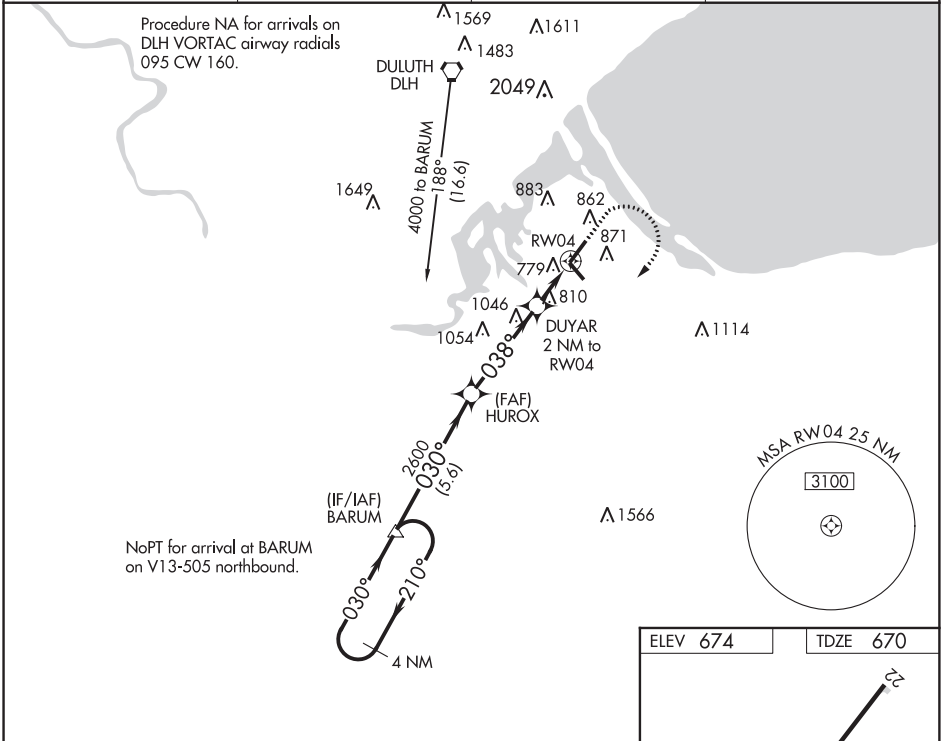 Procedure NA for arrivals on
DLH VORTAC airway radials
095 CW 160.
1569
1611
1483
DULUTH
DLH
2049
4000 to BARUM
188°
(16.6)
1649
883
862
RW04
871
779
810
1046
1054
DUYAR
2 NM to
RW04
1114
038°
(FAF)
HUROX
2600
030°
(5.6)
MSA RW04 25 NM
3100
(IF/IAF)
BARUM
1566
NoPT for arrival at BARUM
on V13-505 northbound.
030°
210°
4 NM
ELEV 674
TDZE 670
22